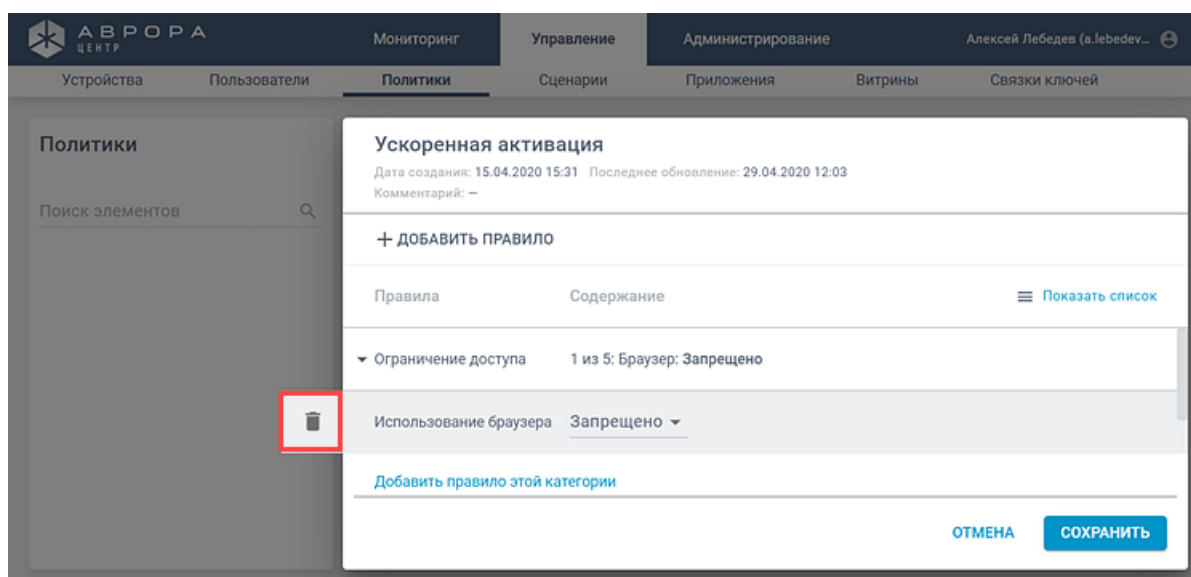 АВРОРА
ЦЕНТР
Мониторинг
Управление
Администрирование
Алексей Лебедев (a.lebedev...
Устройства
Пользователи
Политики
Сценарии
Приложения
Витрины
Связки ключей
Политики
Поиск элементов
Ускоренная активация
Дата создания: 15.04.2020 15:31 Последнее обновление: 29.04.2020 12:03
Комментарий: —
+ ДОБАВИТЬ ПРАВИЛО
Правила
Содержание
Показать список
Ограничение доступа
1 из 5: Браузер: Запрещено
Использование браузера
Запрещено
Добавить правило этой категории
ОТМЕНА
СОХРАНИТЬ